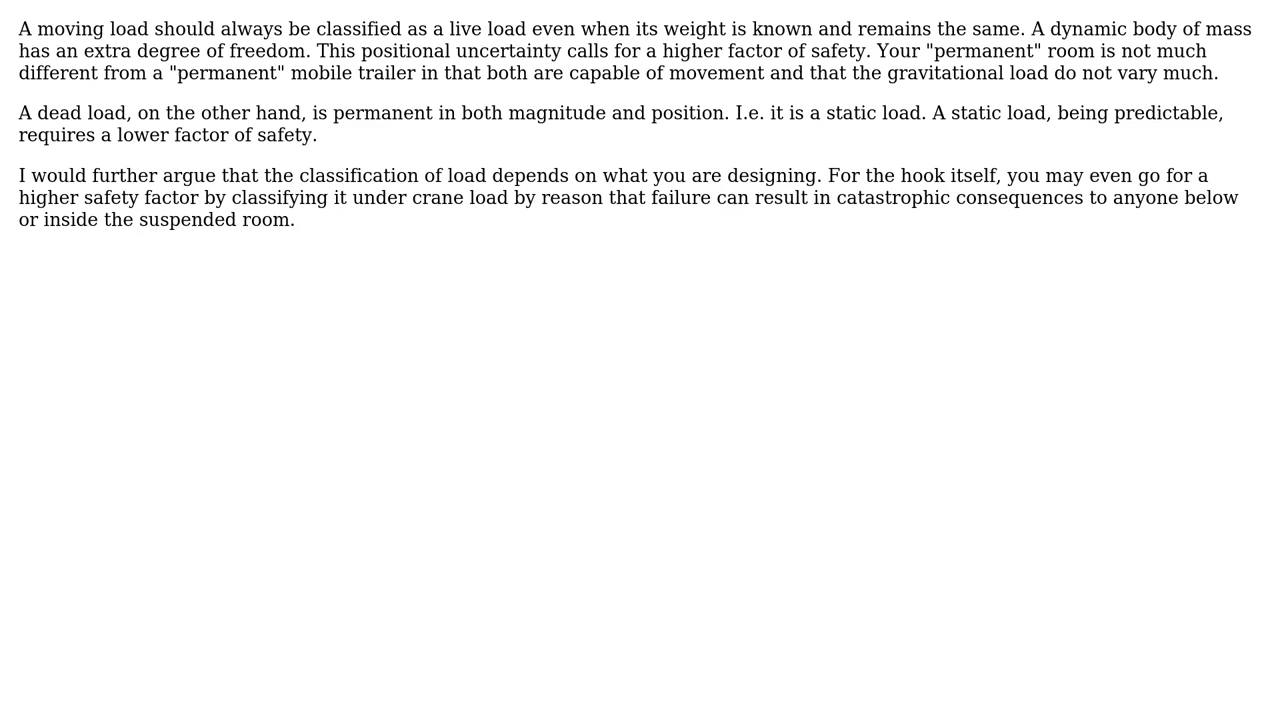 A moving load should always be classified as a live load even when its weight is known and remains the same. A dynamic body of mass
has an extra degree of freedom. This positional uncertainty calls for a higher factor of safety. Your "permanent" room is not much
different from a "permanent" mobile trailer in that both are capable of movement and that the gravitational load do not vary much.
A dead load, on the other hand, is permanent in both magnitude and position. I.e. it is a static load. A static load, being predictable,
requires a lower factor of safety.
I would further argue that the classification of load depends on what you are designing. For the hook itself, you may even go for a
higher safety factor by classifying it under crane load by reason that failure can result in catastrophic consequences to anyone below
or inside the suspended room.